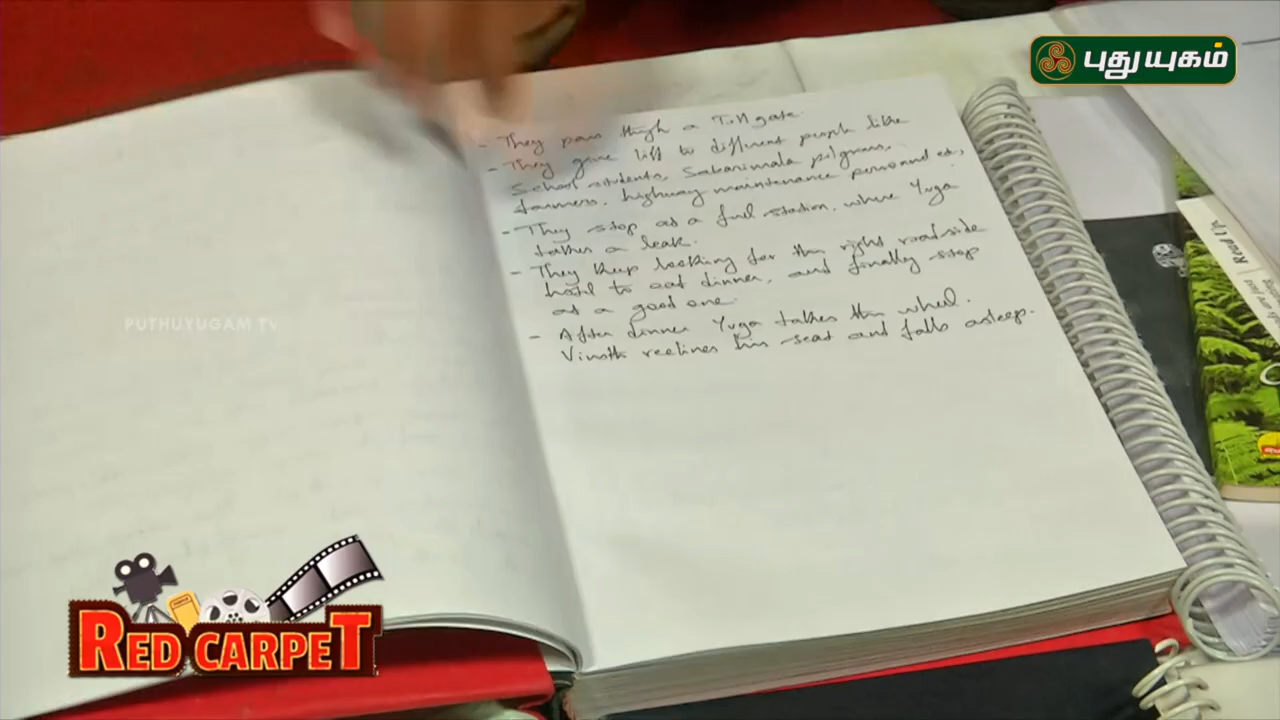 புதுயுகம்
- They pass thrgh a Toll gate.
- They give lift to different people like
School students, Sabarimala pilgrims,
farmers, highway maintenance personnel etc,
- They stop at a fuel station, where Yuga
takes a leak.
- They keep looking for the right roadside
hotel to eat dinner, and finally stop
at a good one.
- After dinner Yuga takes the wheel.
Vinoth reclines his seat and falls asleep.
PUTHUYUGAM TV
RED CARPET
Read Up